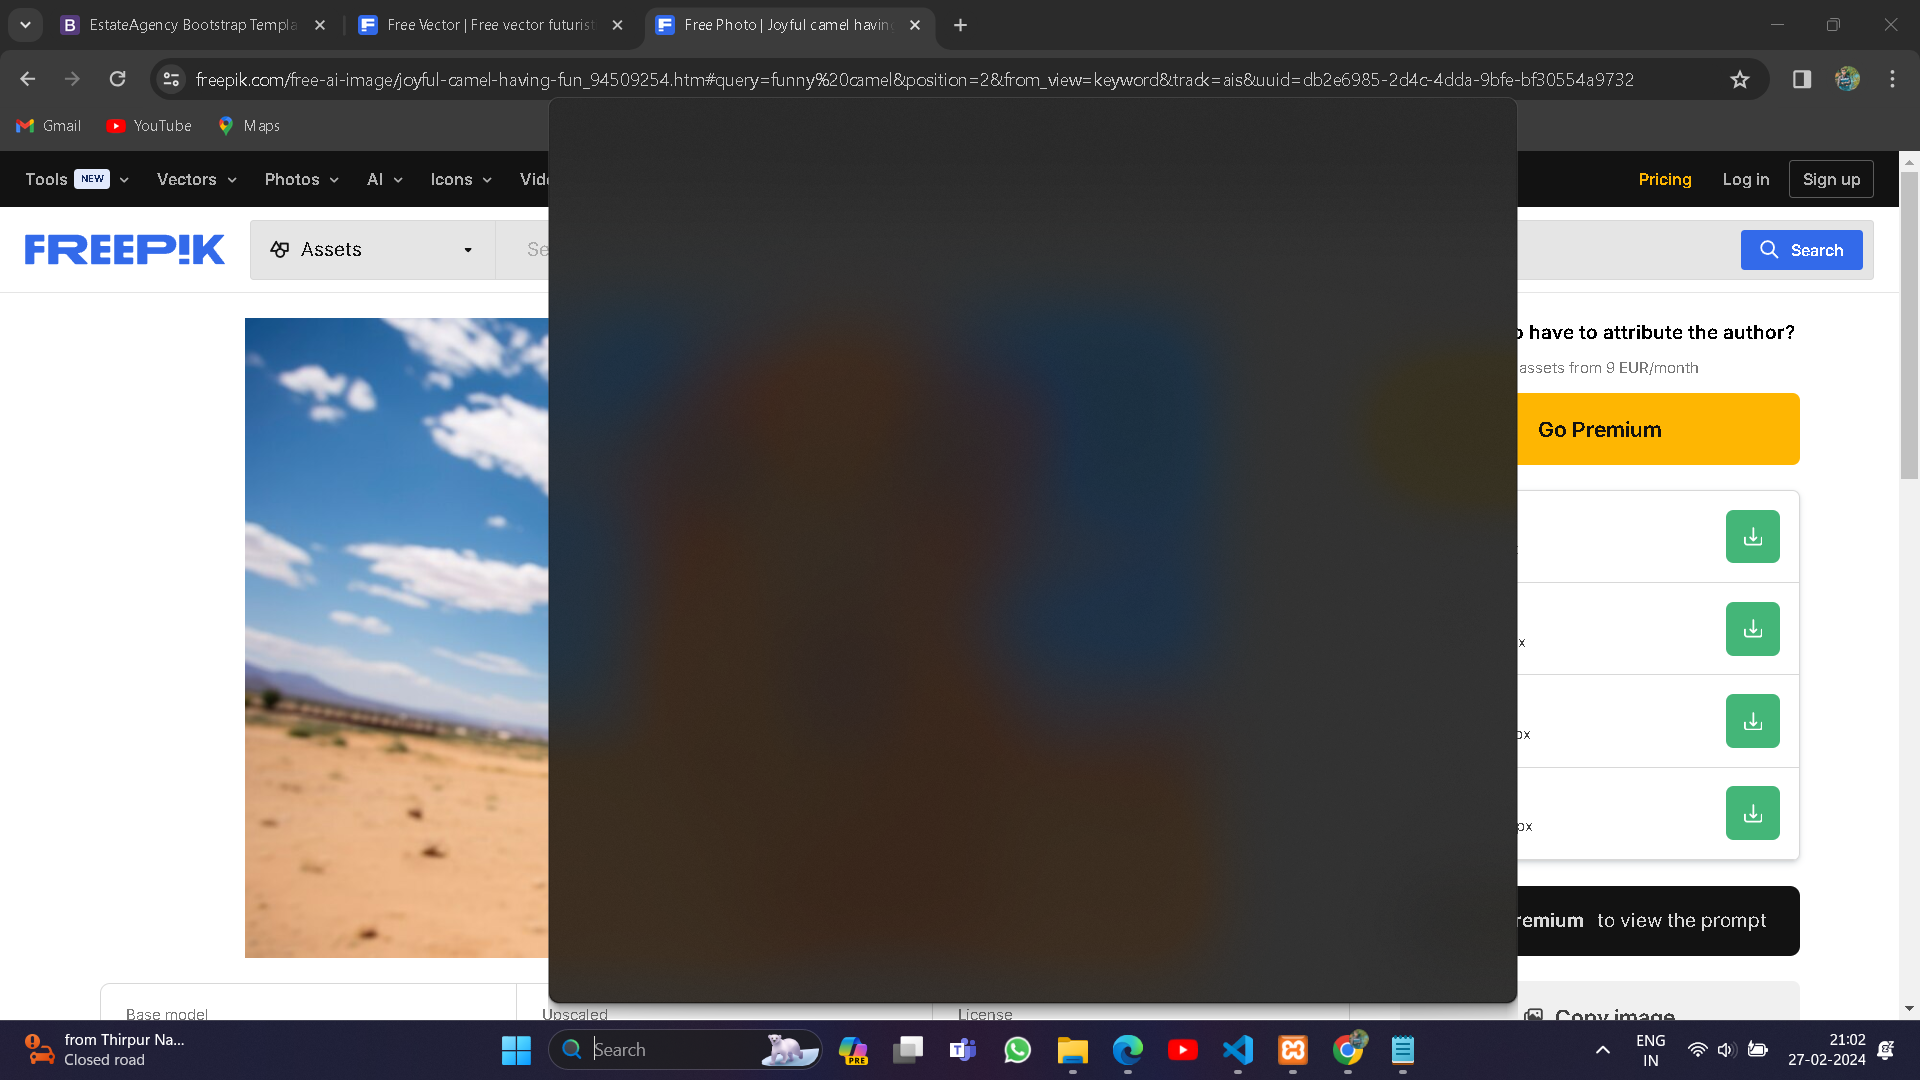 EstateAgency Bootstrap Templa
Free Vector | Free vector futurist
Free Photo | Joyful camel having
freepik.com/free-ai-image/joyful-camel-having-fun_94509254.htm#query=funny%20camel&position=2&from_view=keyword&track=ais&uuid=db2e6985-2d4c-4dda-9bfe-bf30554a9732
Gmail
YouTube
Maps
Tools NEW
Vectors
Photos
AI
Icons
Vid
Pricing
Log in
Sign up
FREEPIK
Assets
Se
Search
o have to attribute the author?
assets from 9 EUR/month
Go Premium
x
px
px
remium to view the prompt
Base model
Upscaled
License
Copy image
from Thirpur Na...
Closed road
Search
PRE
ENG
IN
21:02
27-02-2024